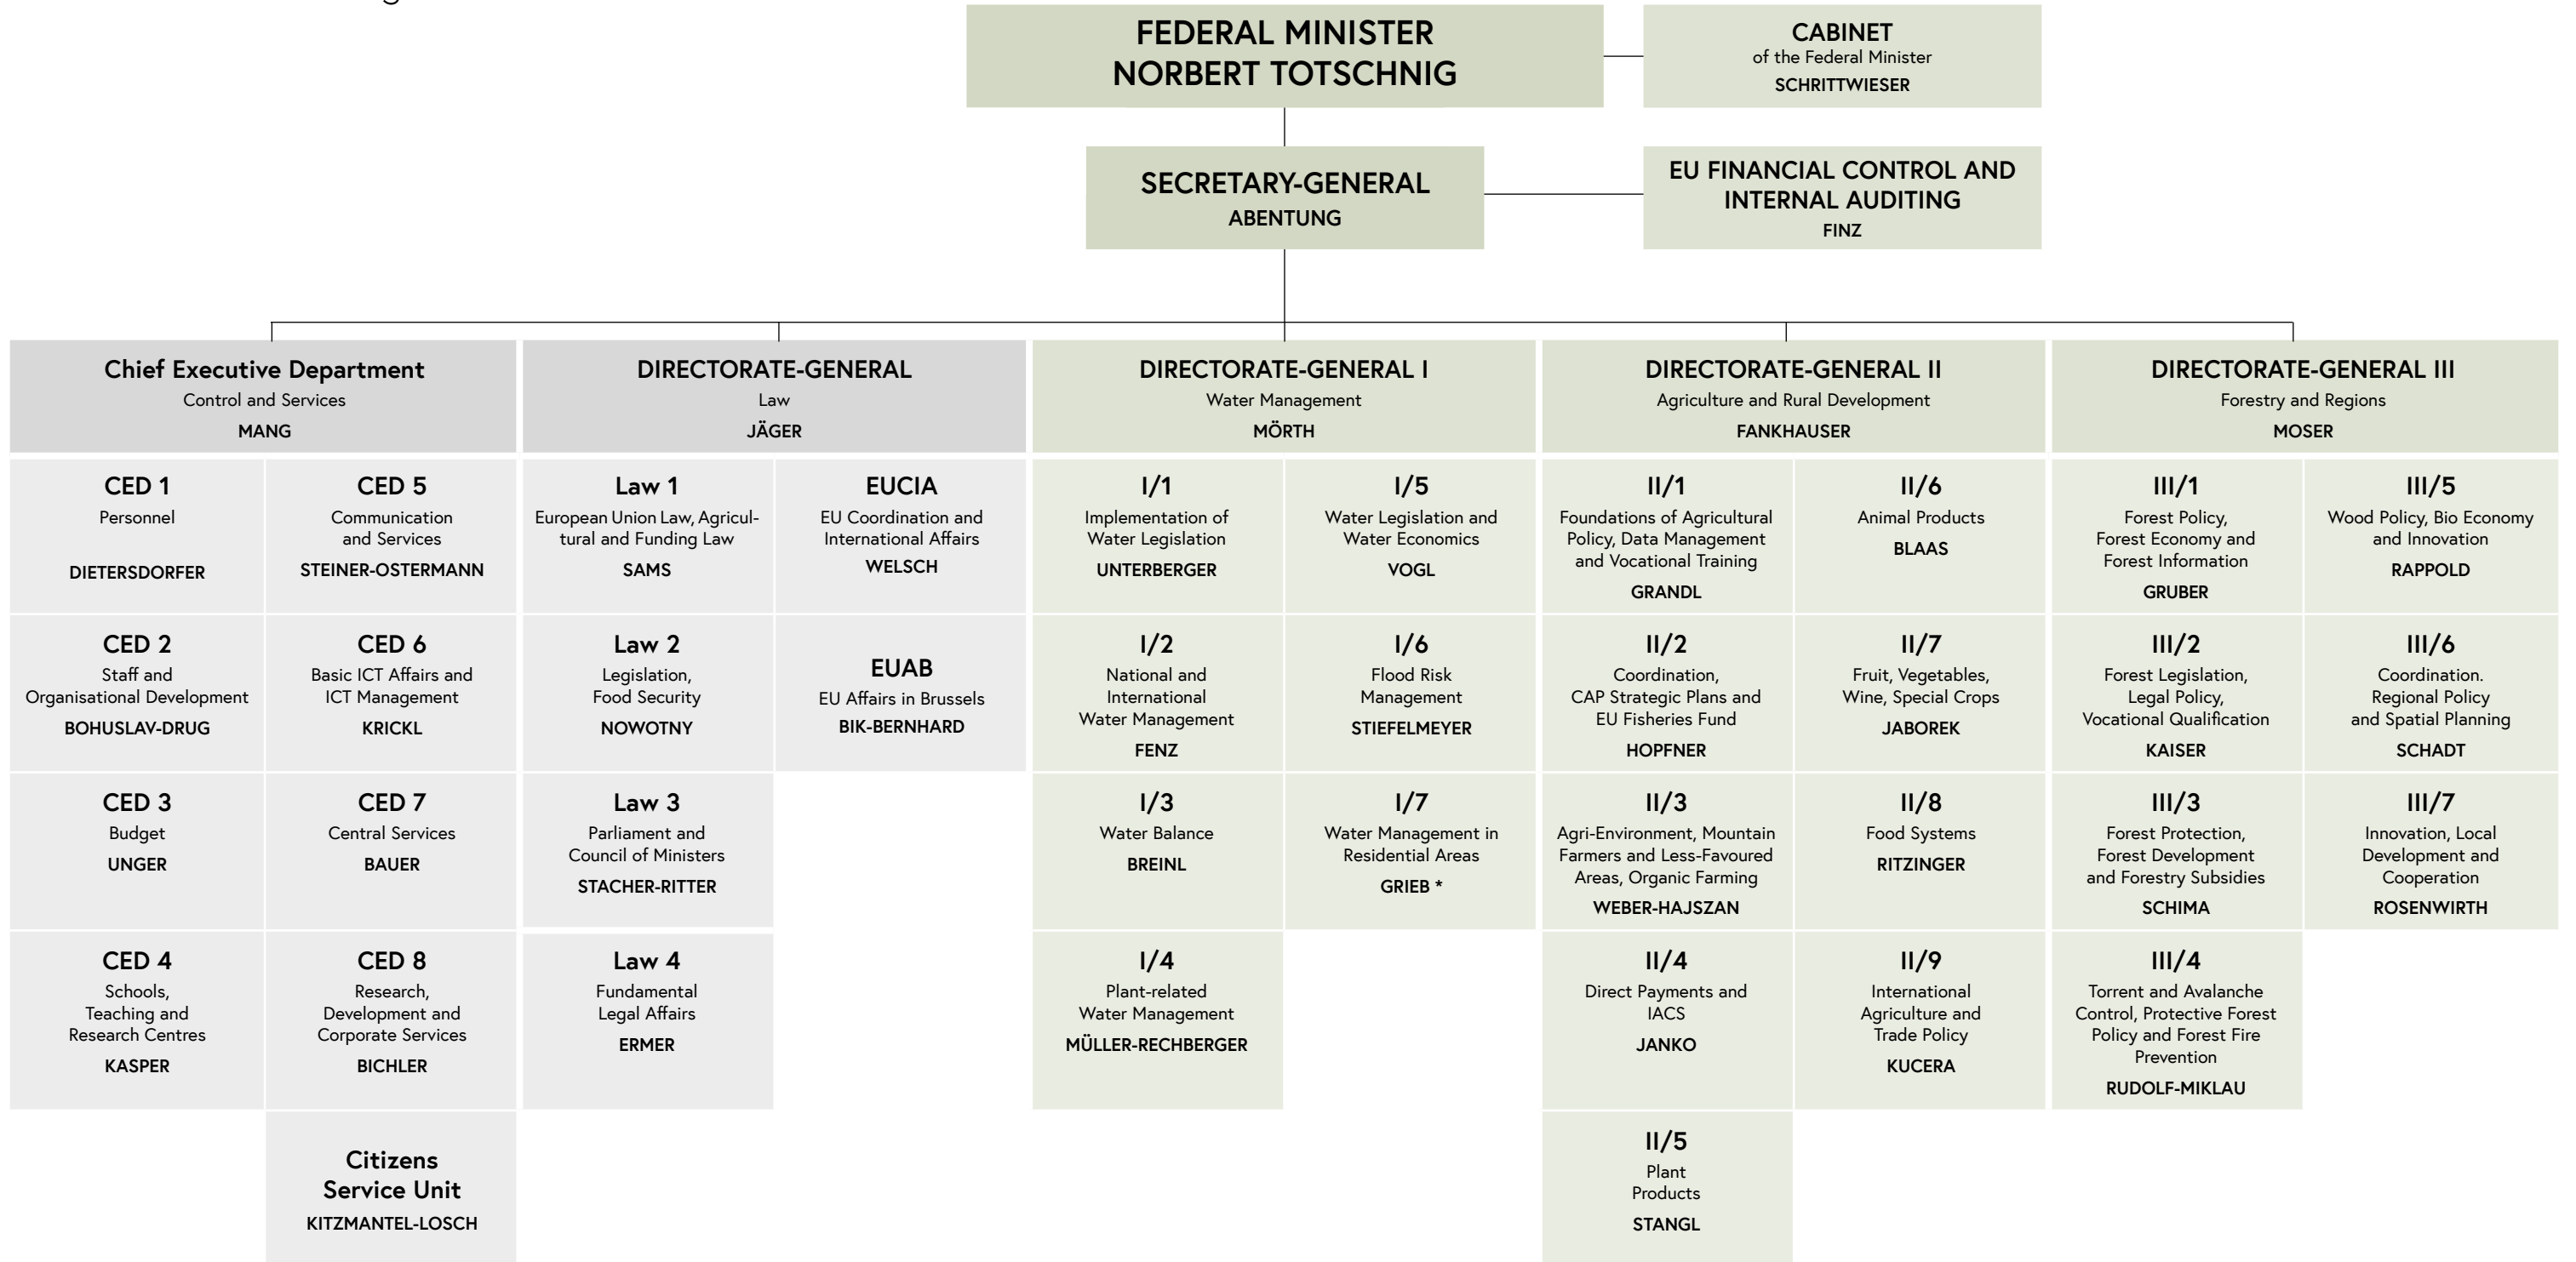 FEDERAL MINISTER
NORBERT TOTSCHNIG
CABINET
of the Federal Minister
SCHRITTWIESER
SECRETARY-GENERAL
ABENTUNG
EU FINANCIAL CONTROL AND
INTERNAL AUDITING
FINZ
Chief Executive Department
Control and Services
MANG
CED 1
Personnel
DIETERSDORFER
CED 5
Communication
and Services
STEINER-OSTERMANN
CED 2
Staff and
Organisational Development
BOHUSLAV-DRUG
CED 6
Basic ICT Affairs and
ICT Management
KRICKL
CED 3
Budget
UNGER
CED 7
Central Services
BAUER
CED 4
Schools,
Teaching and
Research Centres
KASPER
CED 8
Research,
Development and
Corporate Services
BICHLER
Citizens
Service Unit
KITZMANTEL-LOSCH
DIRECTORATE-GENERAL
Law
JÄGER
Law 1
European Union Law, Agricul-
tural and Funding Law
SAMS
EUCIA
EU Coordination and
International Affairs
WELSCH
Law 2
Legislation,
Food Security
NOWOTNY
EUAB
EU Affairs in Brussels
BIK-BERNHARD
Law 3
Parliament and
Council of Ministers
STACHER-RITTER
Law 4
Fundamental
Legal Affairs
ERMER
DIRECTORATE-GENERAL I
Water Management
MÖRTH
I/1
Implementation of
Water Legislation
UNTERBERGER
I/5
Water Legislation and
Water Economics
VOGL
I/2
National and
International
Water Management
FENZ
I/6
Flood Risk
Management
STIEFELMEYER
I/3
Water Balance
BREINL
I/7
Water Management in
Residential Areas
GRIEB *
I/4
Plant-related
Water Management
MÜLLER-RECHBERGER
DIRECTORATE-GENERAL II
Agriculture and Rural Development
FANKHAUSER
II/1
Foundations of Agricultural
Policy, Data Management
and Vocational Training
GRANDL
II/6
Animal Products
BLAAS
II/2
Coordination,
CAP Strategic Plans and
EU Fisheries Fund
HOPFNER
II/7
Fruit, Vegetables,
Wine, Special Crops
JABOREK
II/3
Agri-Environment, Mountain
Farmers and Less-Favoured
Areas, Organic Farming
WEBER-HAJSZAN
II/8
Food Systems
RITZINGER
II/4
Direct Payments and
IACS
JANKO
II/9
International
Agriculture and
Trade Policy
KUCERA
II/5
Plant
Products
STANGL
DIRECTORATE-GENERAL III
Forestry and Regions
MOSER
III/1
Forest Policy,
Forest Economy and
Forest Information
GRUBER
III/5
Wood Policy, Bio Economy
and Innovation
RAPPOLD
III/2
Forest Legislation,
Legal Policy,
Vocational Qualification
KAISER
III/6
Coordination.
Regional Policy
and Spatial Planning
SCHADT
III/3
Forest Protection,
Forest Development
and Forestry Subsidies
SCHIMA
III/7
Innovation, Local
Development and
Cooperation
ROSENWIRTH
III/4
Torrent and Avalanche
Control, Protective Forest
Policy and Forest Fire
Prevention
RUDOLF-MIKLAU